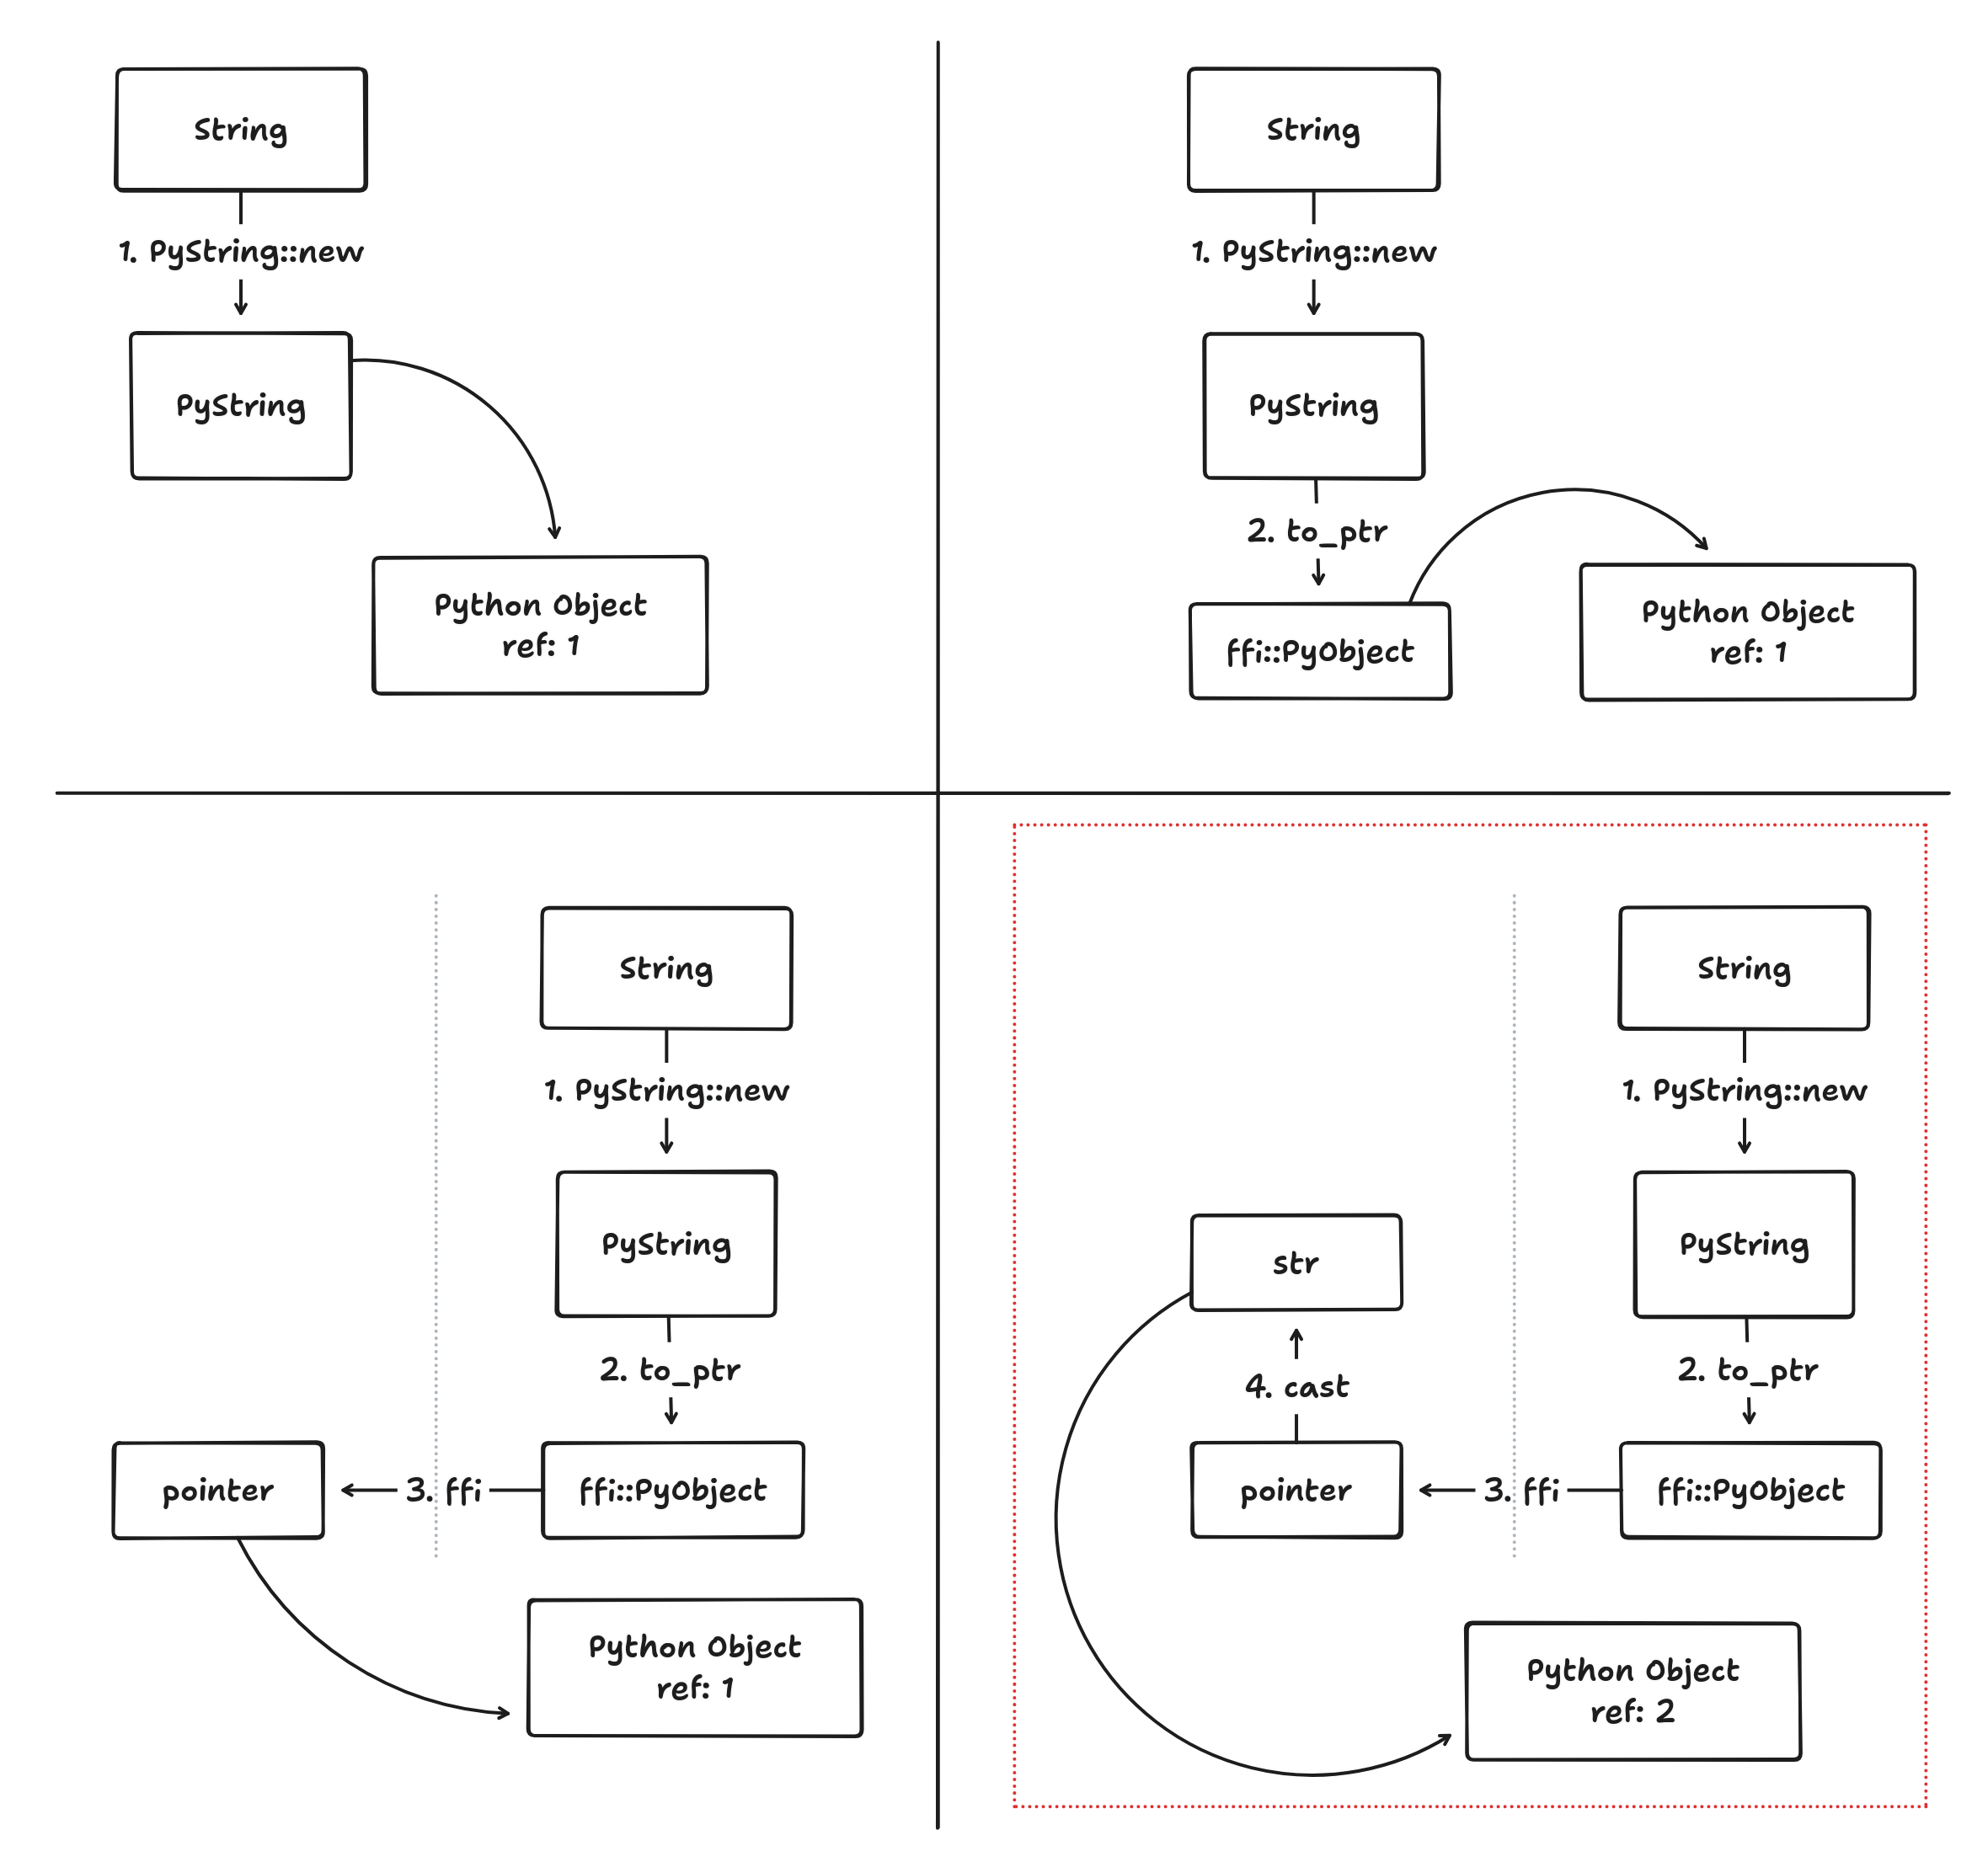 String
1. PyString::new
PyString
Python Object
ref: 1
String
1. PyString::new
PyString
2. to_ptr
ffi::PyObject
Python Object
ref: 1
String
1. PyString::new
PyString
2. to_ptr
pointer
3. ffi
ffi::PyObject
Python Object
ref: 1
String
1. PyString::new
PyString
str
2. to_ptr
4. cast
pointer
3. ffi
ffi::PyObject
Python Object
ref: 2